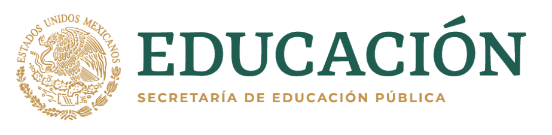 ESTADOS UNIDOS MEXICANOS
EDUCACIÓN
SECRETARÍA DE EDUCACIÓN PÚBLICA